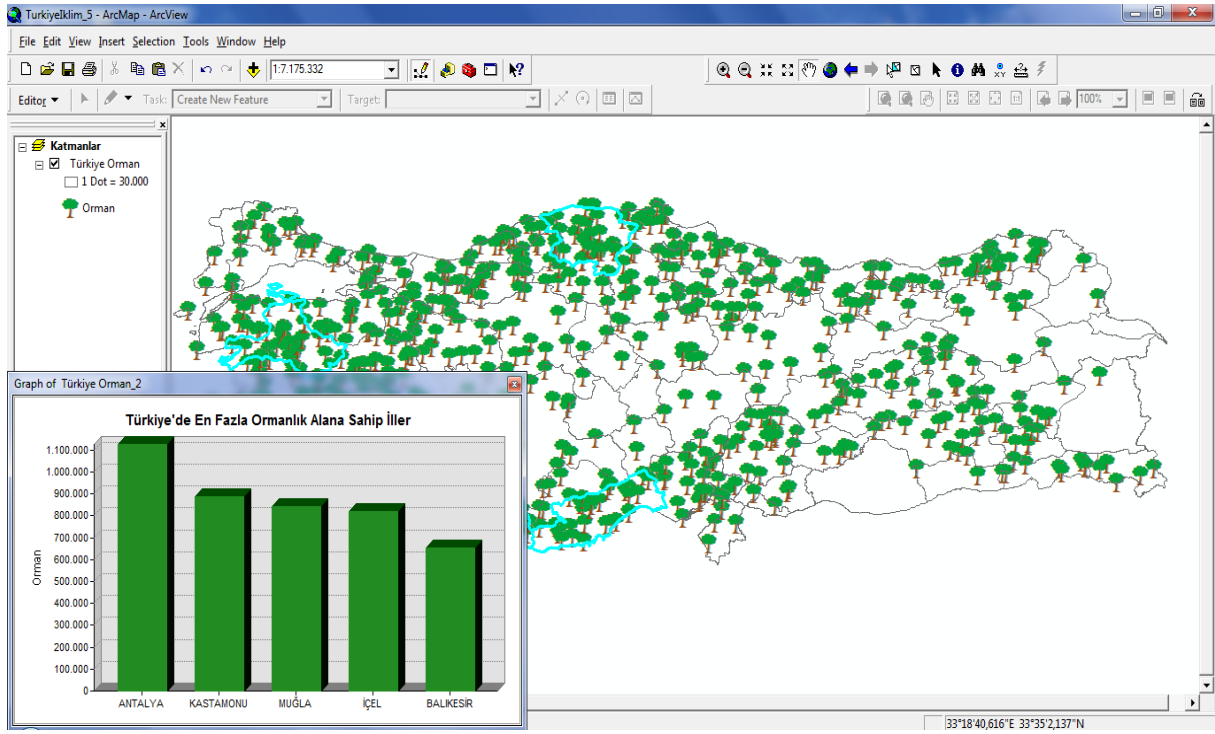 TurkiyeIklim_5 - ArcMap - ArcView
File Edit View Insert Selection Tools Window Help
1:7.175.332
Editor Task: Create New Feature Target: 100%
Katmanlar
Türkiye Orman
1 Dot = 30.000
Orman
Graph of Türkiye Orman_2
Türkiye'de En Fazla Ormanlık Alana Sahip İller
1.100.000
1.000.000
900.000
800.000
700.000
600.000
500.000
400.000
300.000
200.000
100.000
0
Orman
ANTALYA KASTAMONU MUĞLA İÇEL BALIKESİR
33°18'40,616"E 33°35'2,137"N